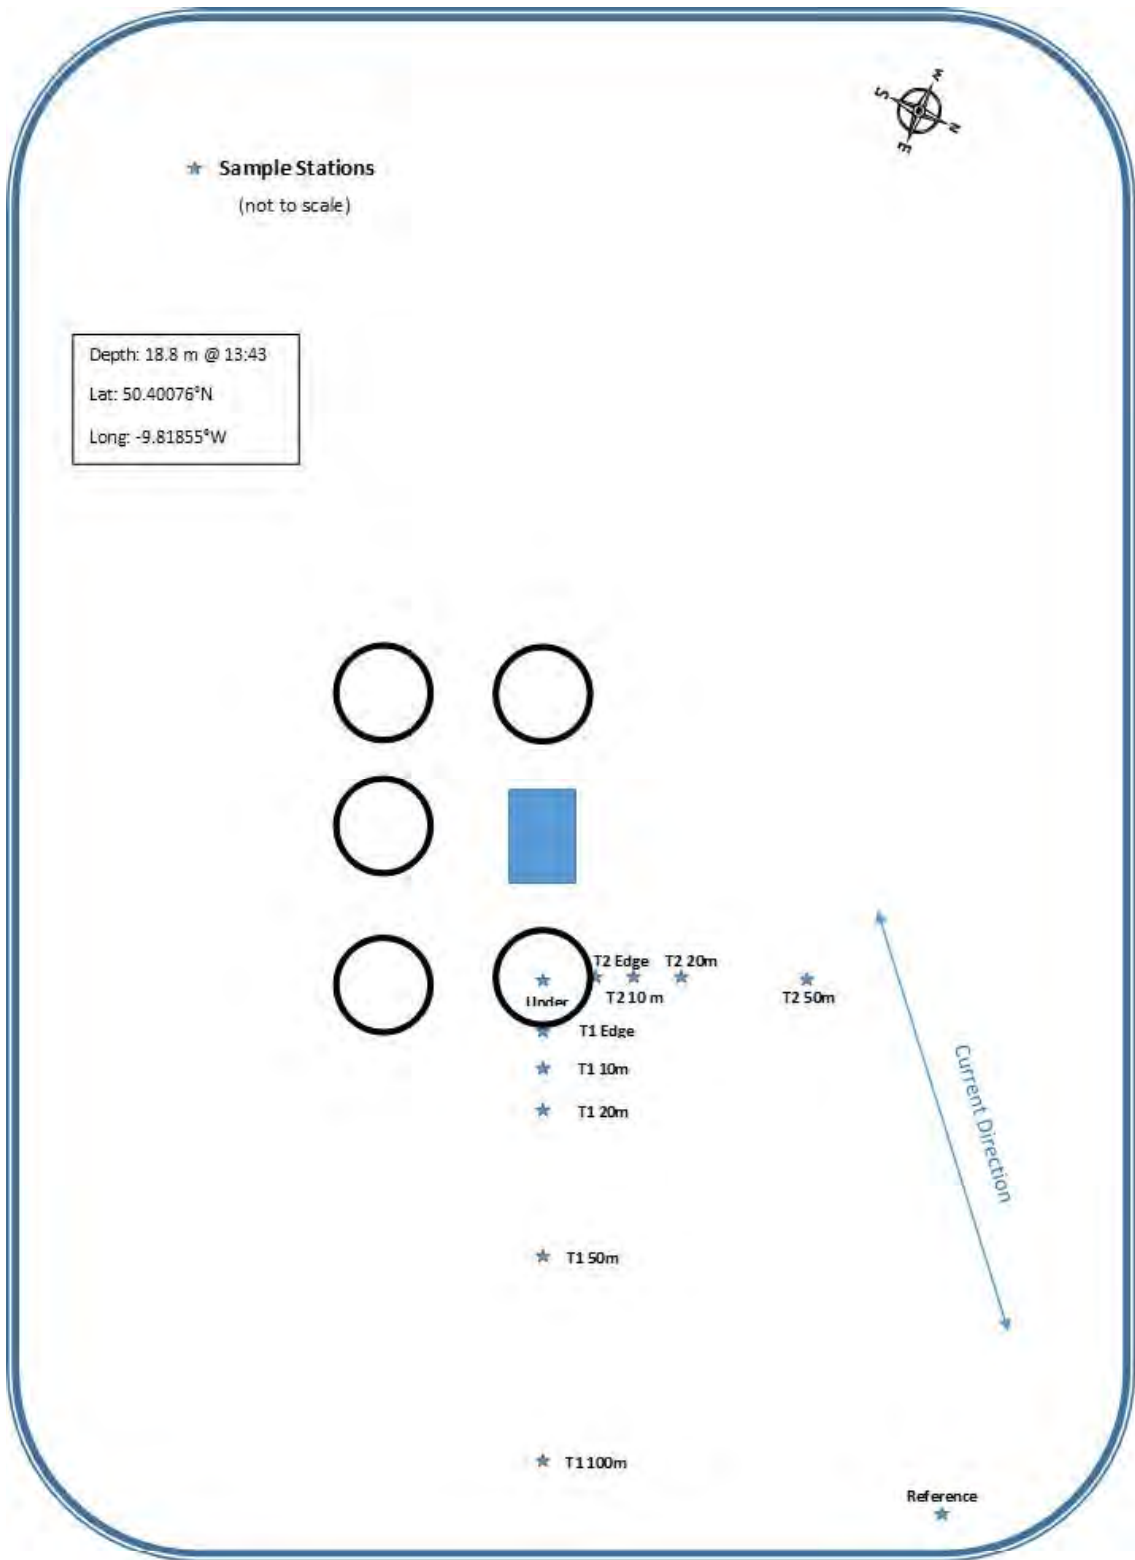 W
S
N
E
Sample Stations
(not to scale)
Depth: 18.8 m @ 13:43
Lat: 50.40076°N
Long: -9.81855°W
T2 Edge T2 20m
Under T2 10 m T2 50m
T1 Edge
T1 10m
T1 20m
Current Direction
T1 50m
T1 100m
Reference